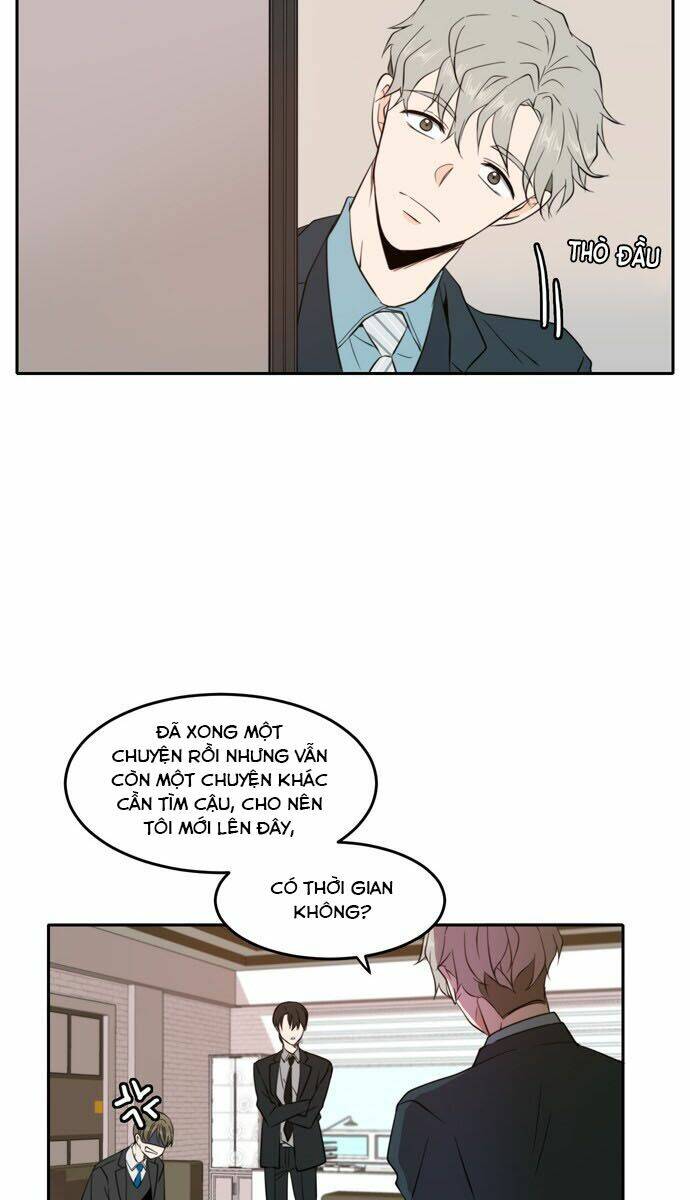 THÒ ĐẦU
ĐÃ XONG MỘT
CHUYỆN RỒI NHƯNG VẪN
CÒN MỘT CHUYỆN KHÁC
CẦN TÌM CẬU, CHO NÊN
TÔI MỚI LÊN ĐÂY,
CÓ THỜI GIAN
KHÔNG?